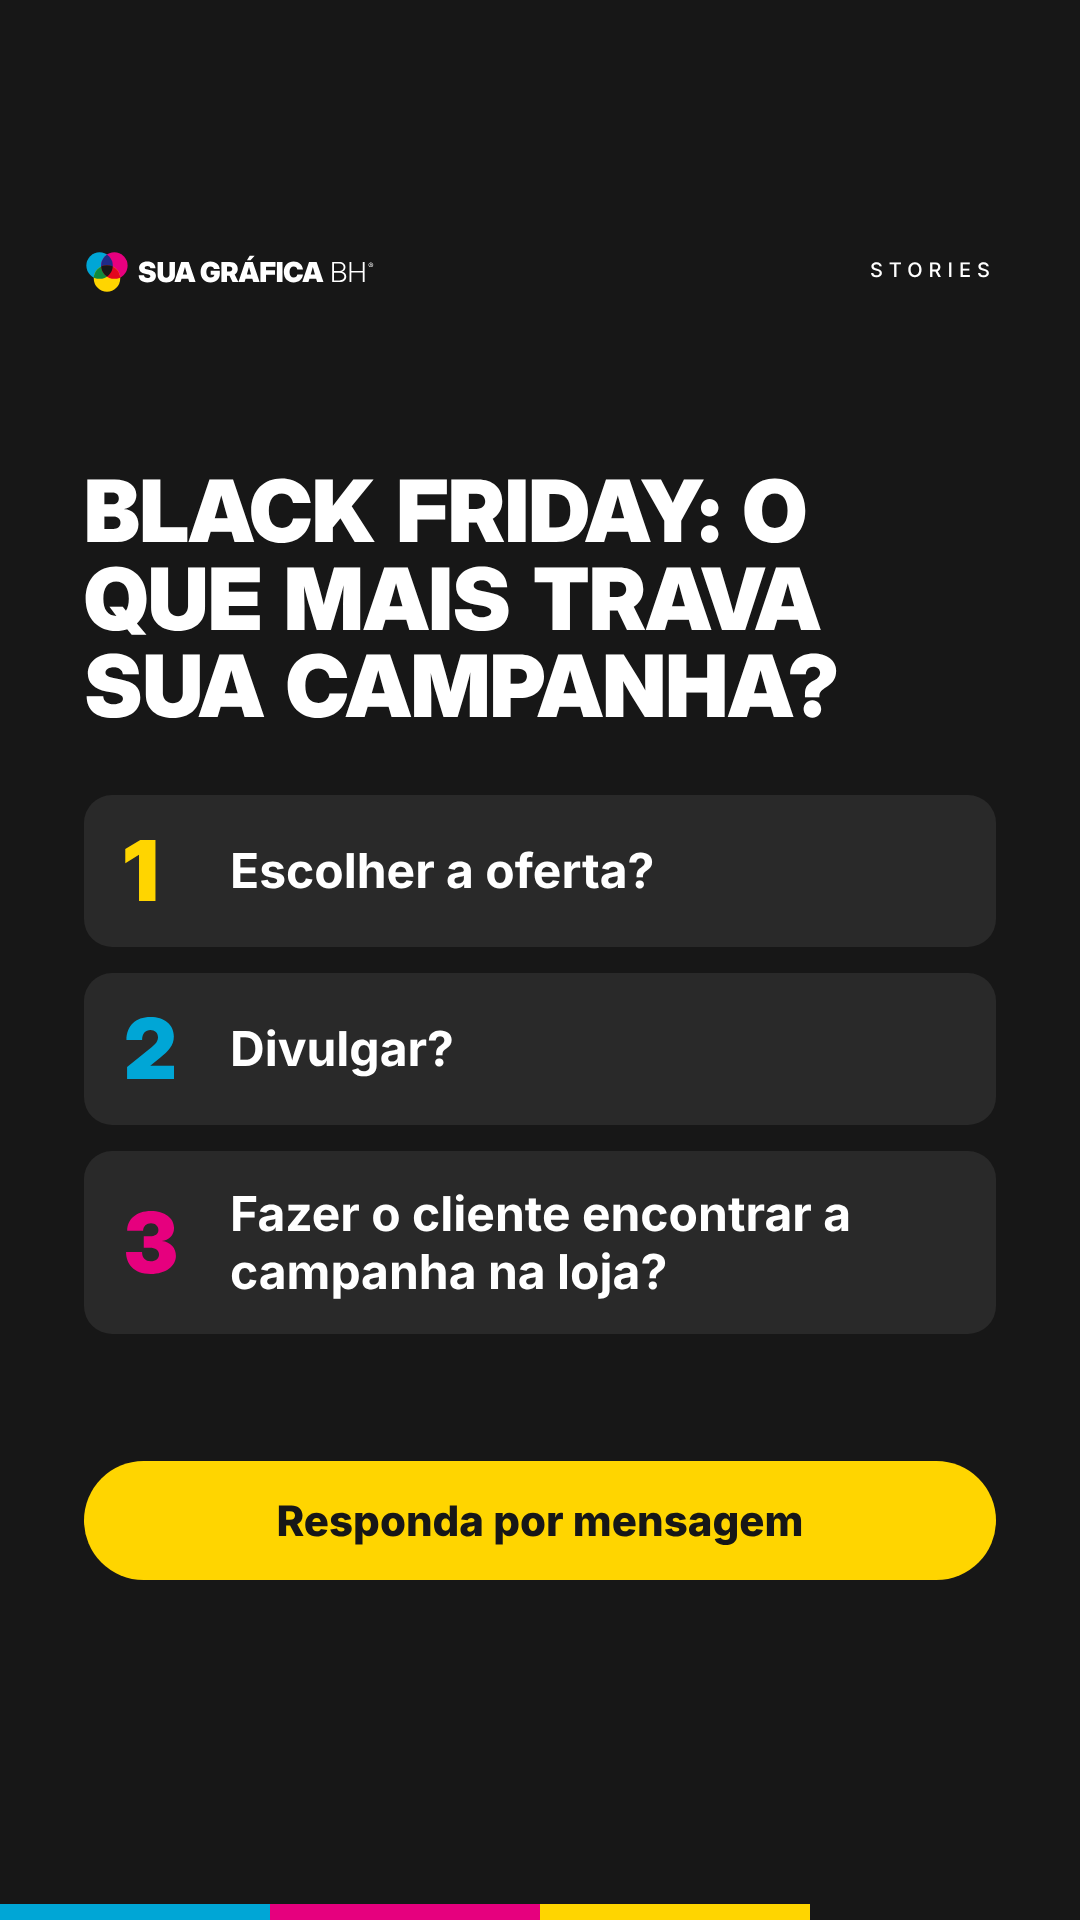 SUA GRÁFICA BH®
STORIES
BLACK FRIDAY: O
QUE MAIS TRAVA
SUA CAMPANHA?
1 Escolher a oferta?
2 Divulgar?
3 Fazer o cliente encontrar a
campanha na loja?
Responda por mensagem